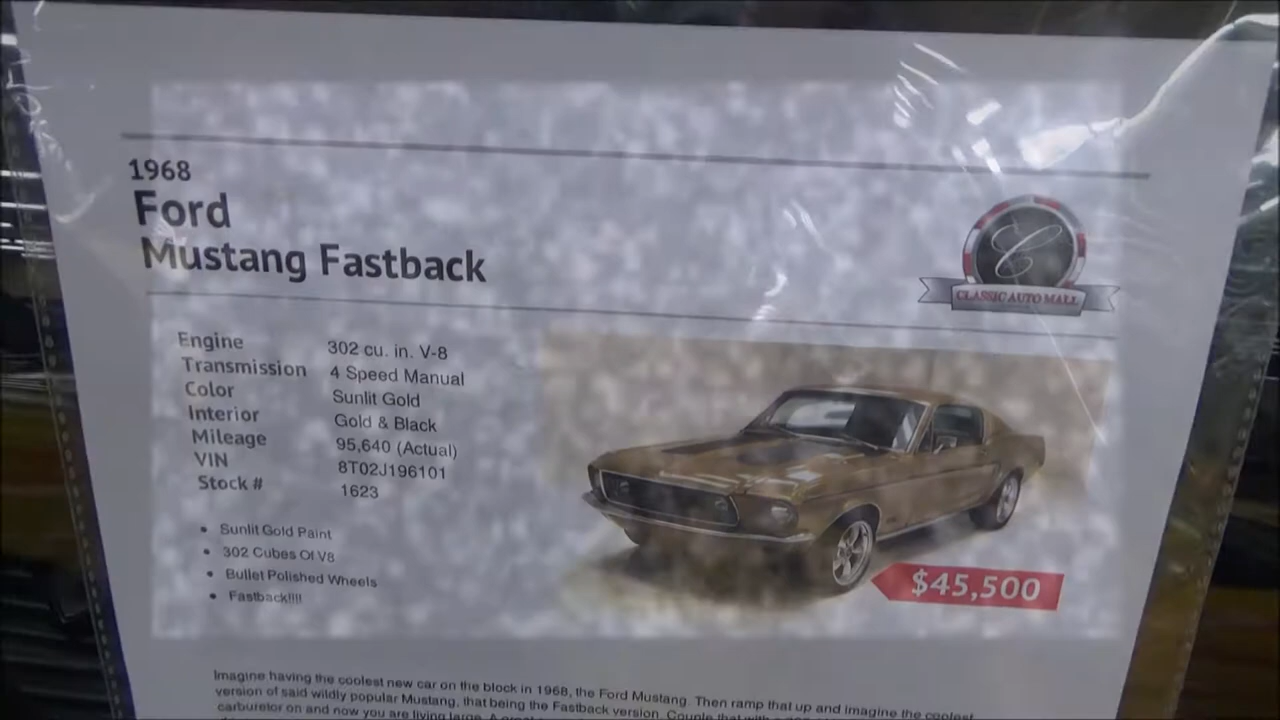 1968
Ford
Mustang Fastback
CLASSIC AUTO MALL
Engine 302 cu. in. V-8
Transmission 4 Speed Manual
Color Sunlit Gold
Interior Gold & Black
Mileage 95,640 (Actual)
VIN 8T02J196101
Stock # 1623
• Sunlit Gold Paint
• 302 Cubes Of V8
• Bullet Polished Wheels
• Fastback!!!!
$45,500
Imagine having the coolest new car on the block in 1968, the Ford Mustang. Then ramp that up and imagine the coolest
version of said wildly popular Mustang, that being the Fastback version. Couple that with a
carburetor on and now you are living large. A great